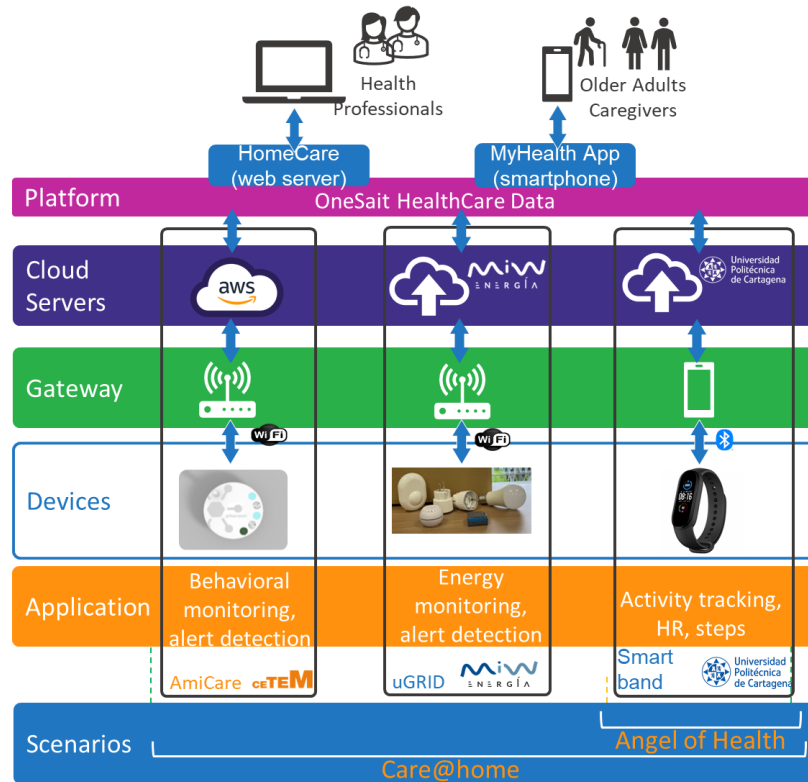 Health
Professionals
Older Adults
Caregivers
HomeCare
(web server)
MyHealth App
(smartphone)
Platform
OneSait HealthCare Data
Cloud
Servers
aws
MiW
ENERGÍA
Universidad
Politécnica
de Cartagena
Gateway
WiFi
WiFi
Devices
08:16
Application
Behavioral
monitoring,
alert detection
Energy
monitoring,
alert detection
Activity tracking,
HR, steps
AmiCare
CETEM
uGRID
MiW
ENERGÍA
Smart
band
Universidad
Politécnica
de Cartagena
Scenarios
Angel of Health
Care@home